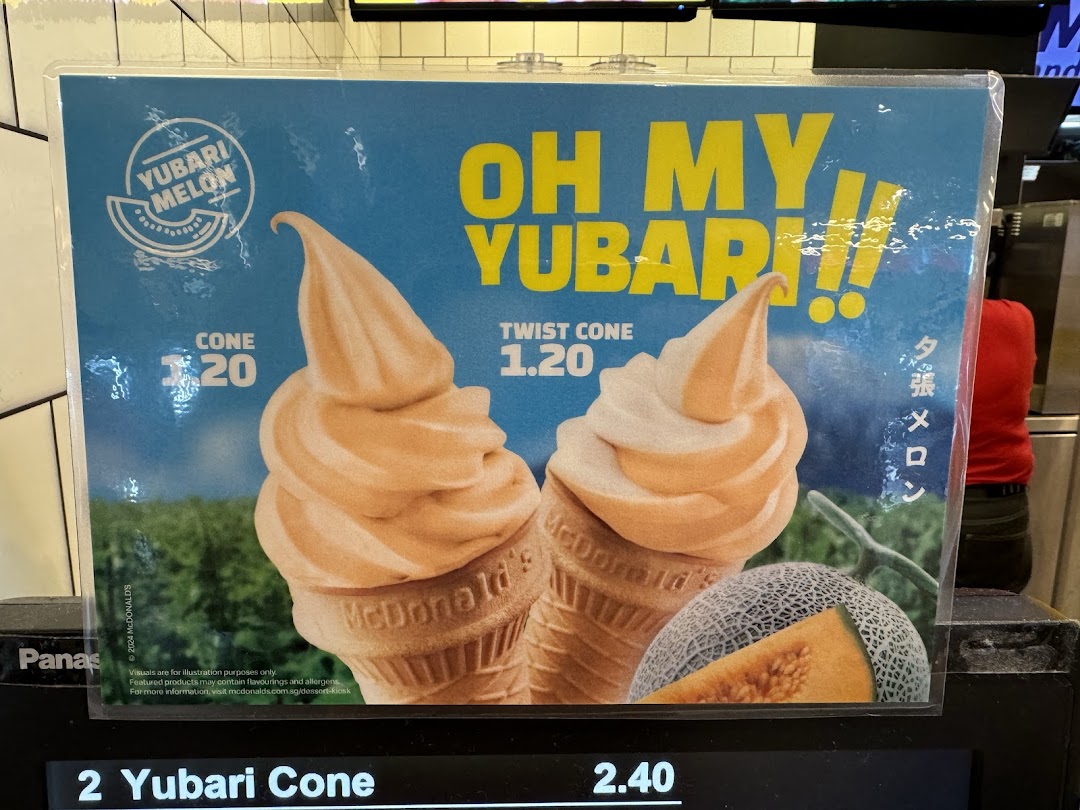 YUBARI
MELON
OH MY
YUBARI!!
CONE
1.20
TWIST CONE
1.20
夕張メロン
McDonald's
McDonald's
© 2024 McDONALD'S
Visuals are for illustration purposes only.
Featured products may contain flavourings and allergens.
For more information, visit mcdonalds.com.sg/dessert-kiosk
Panas
2 Yubari Cone 2.40